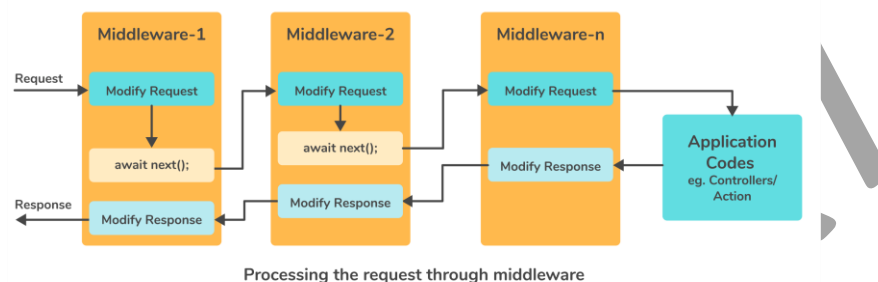 Middleware-1
Middleware-2
Middleware-n
Request
Modify Request
Modify Request
Modify Request
await next();
await next();
Application
Codes
eg. Controllers/
Action
Modify Response
Modify Response
Response
Modify Response
Processing the request through middleware